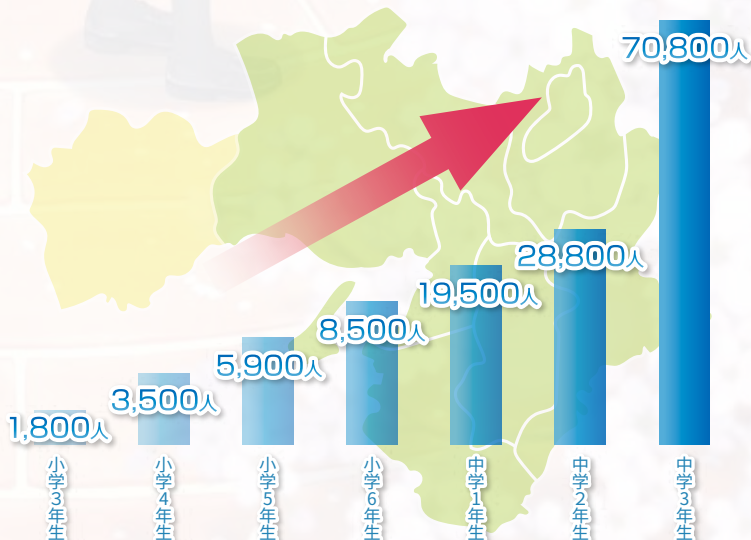 70,800人
28,800人
19,500人
8,500人
5,900人
3,500人
1,800人
小学3年生
小学4年生
小学5年生
小学6年生
中学1年生
中学2年生
中学3年生